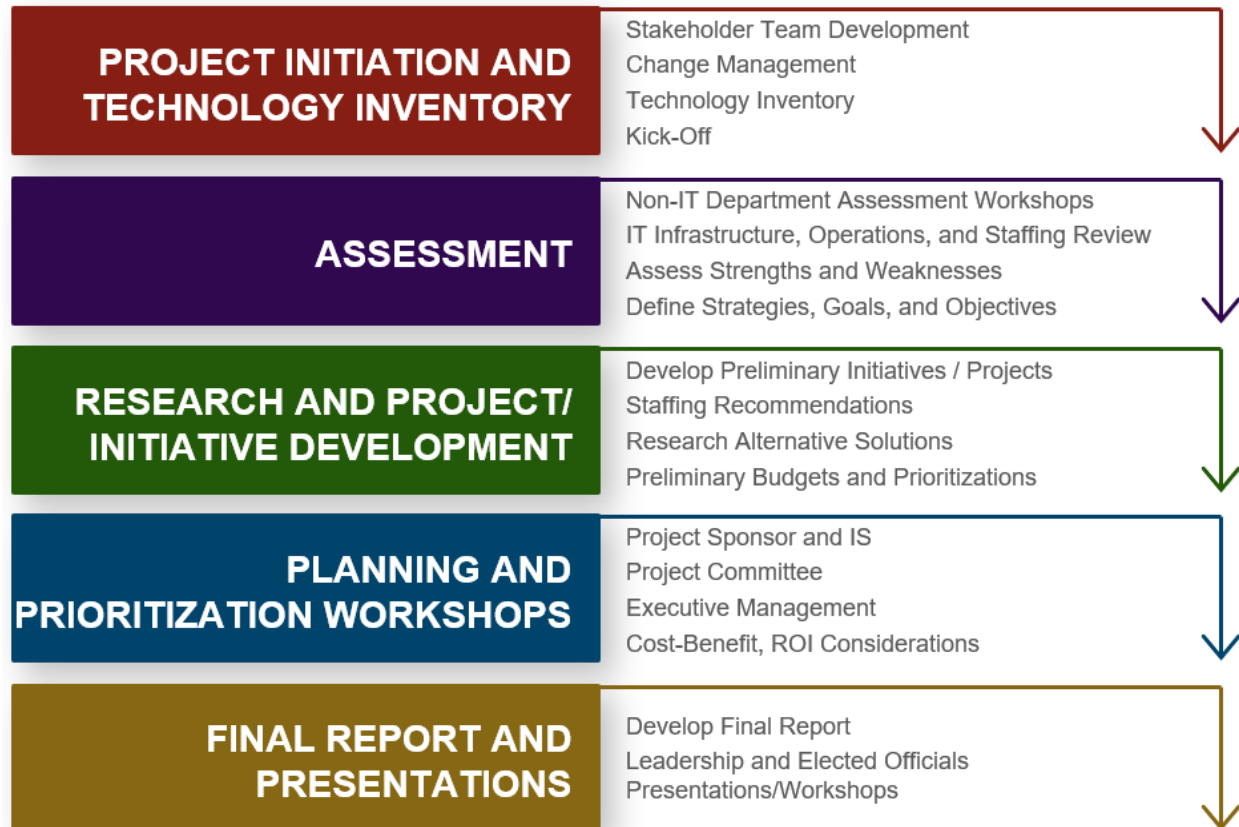 PROJECT INITIATION AND
TECHNOLOGY INVENTORY
Stakeholder Team Development
Change Management
Technology Inventory
Kick-Off
ASSESSMENT
Non-IT Department Assessment Workshops
IT Infrastructure, Operations, and Staffing Review
Assess Strengths and Weaknesses
Define Strategies, Goals, and Objectives
RESEARCH AND PROJECT/
INITIATIVE DEVELOPMENT
Develop Preliminary Initiatives / Projects
Staffing Recommendations
Research Alternative Solutions
Preliminary Budgets and Prioritizations
PLANNING AND
PRIORITIZATION WORKSHOPS
Project Sponsor and IS
Project Committee
Executive Management
Cost-Benefit, ROI Considerations
FINAL REPORT AND
PRESENTATIONS
Develop Final Report
Leadership and Elected Officials
Presentations/Workshops